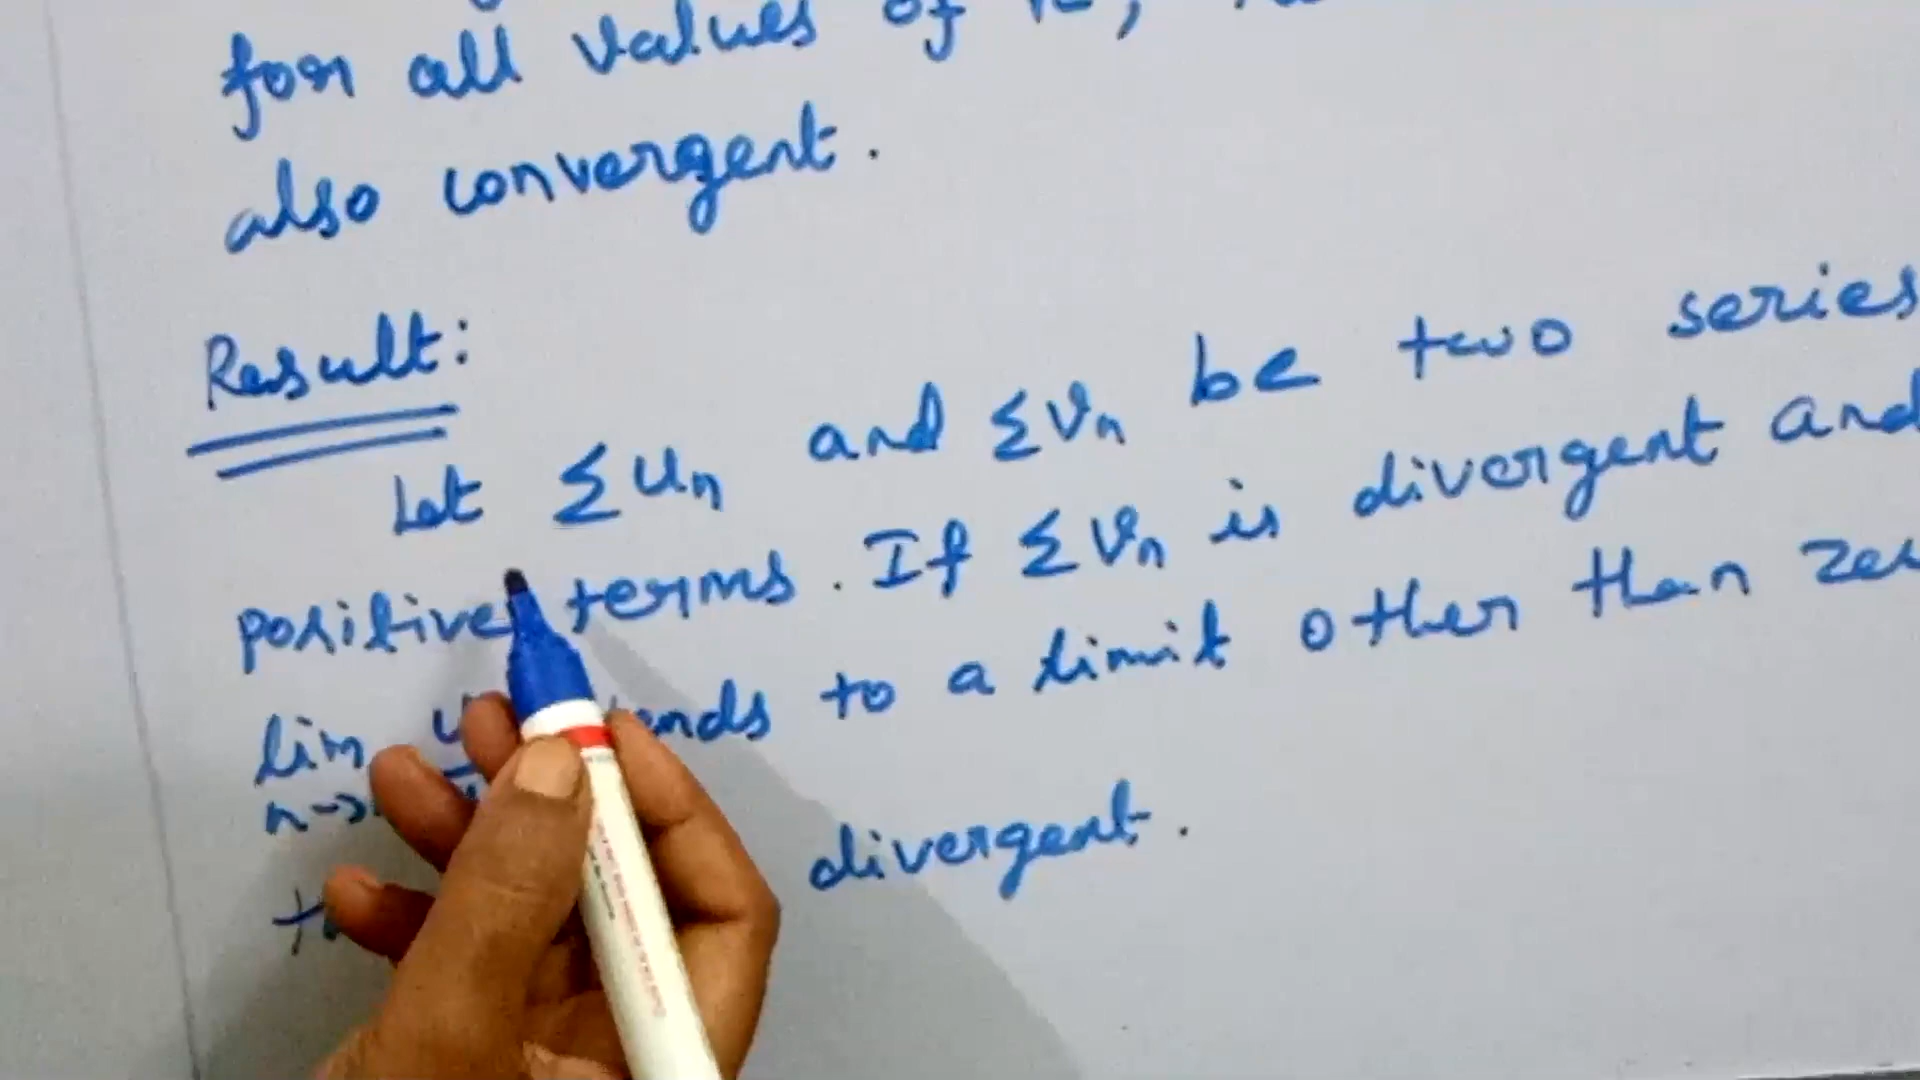 for all values of
also convergent.
Result:
Let Σun and Σvn be two series
positive terms. If Σvn is divergent and
lim tends to a limit other than
n→
divergent.